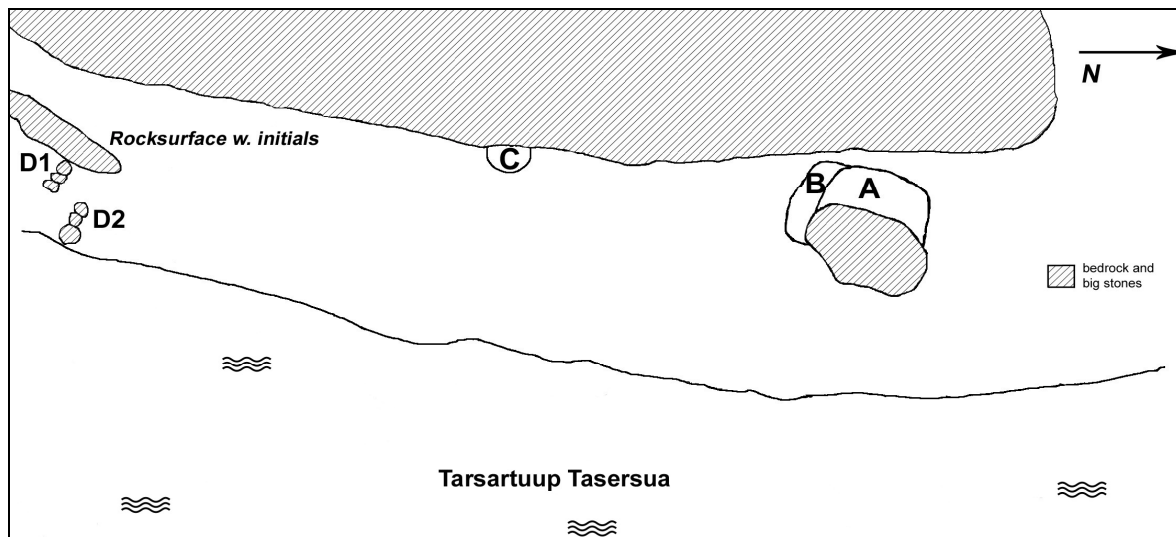 N
Rocksurface w. initials
D1
C
B
A
D2
bedrock and
big stones
Tarsartuup Tasersua